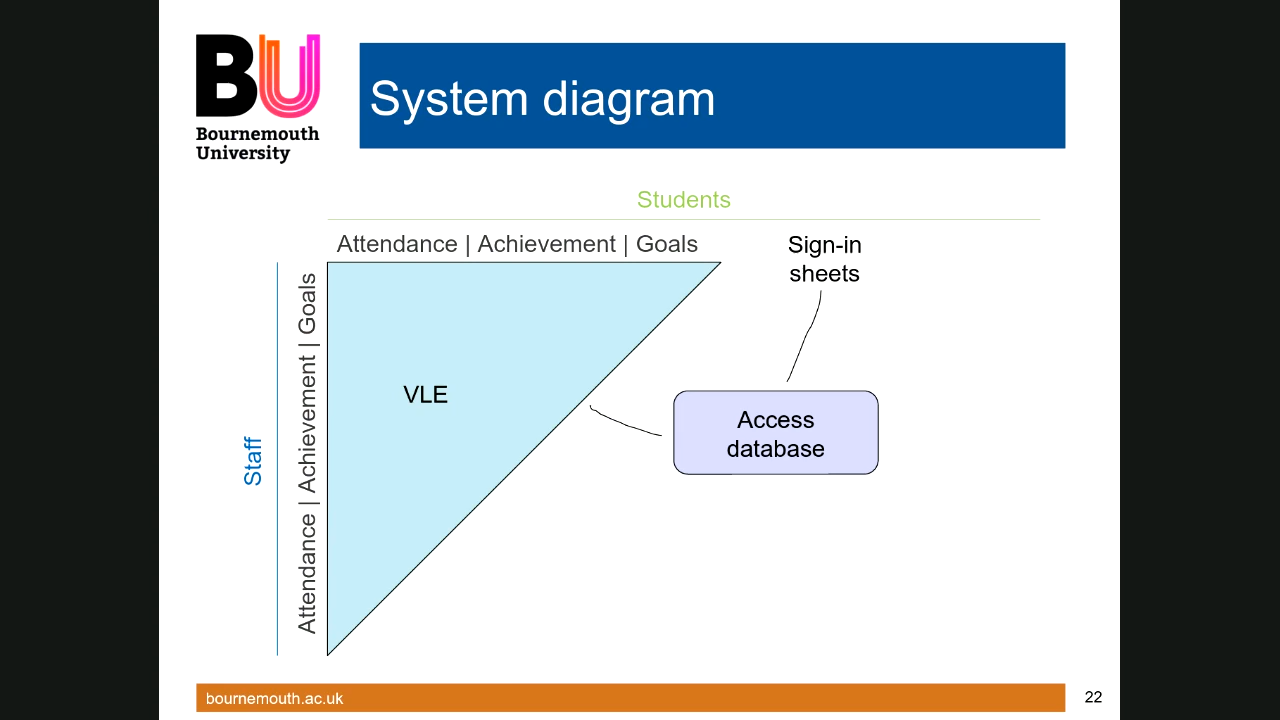 BU
Bournemouth
University
System diagram
Students
Attendance | Achievement | Goals
Sign-in
sheets
Staff
Attendance | Achievement | Goals
VLE
Access
database
bournemouth.ac.uk
22